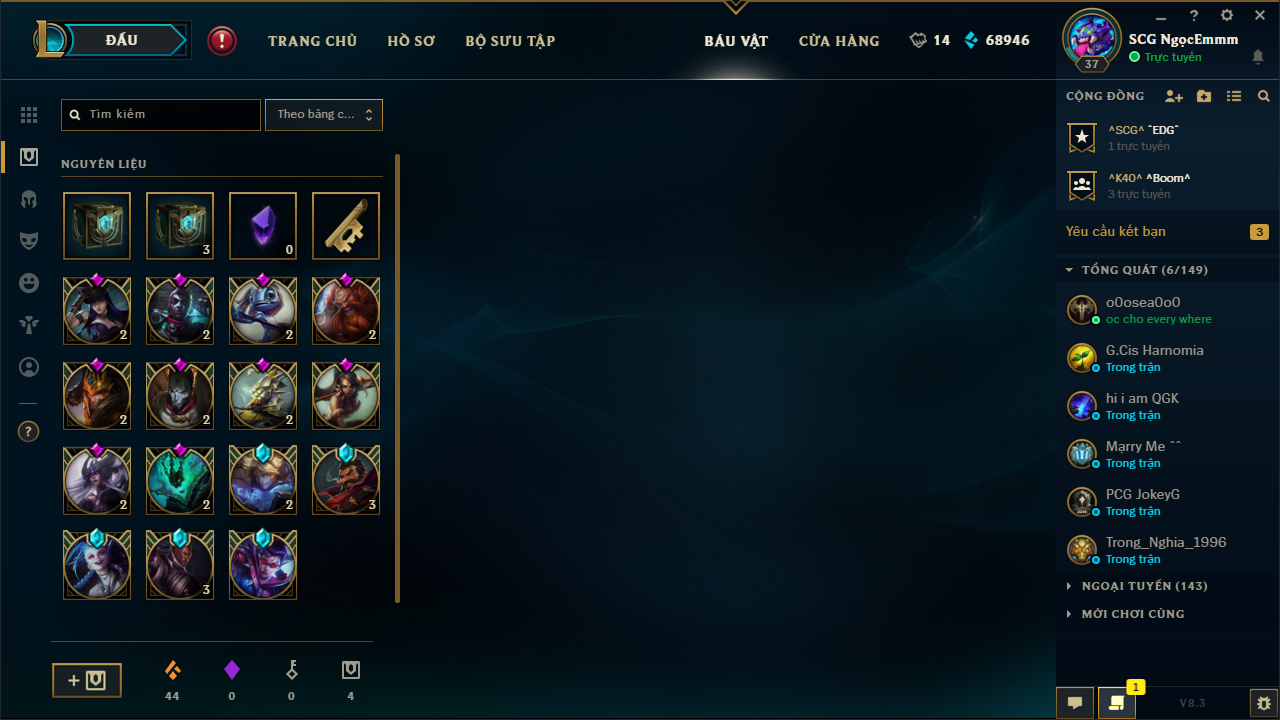 ĐẤU
TRANG CHỦ
HỒ SƠ
BỘ SƯU TẬP
BÁU VẬT
CỬA HÀNG
14
68946
37
SCG NgọcEmmm
Trực tuyến
Tìm kiếm
Theo bảng c...
NGUYÊN LIỆU
3
0
2
2
2
2
2
2
2
2
2
2
3
3
44
0
0
4
CỘNG ĐỒNG
^SCG^ ˆEDGˆ
1 trực tuyến
^K40^ ^Boom^
3 trực tuyến
Yêu cầu kết bạn
3
TỔNG QUÁT (6/149)
o0osea0o0
oc cho every where
G.Cis Harnomia
Trong trận
hi i am QGK
Trong trận
Mạrry Me ˆˆ
Trong trận
PCG JokeyG
Trong trận
Trong_Nghia_1996
Trong trận
NGOẠI TUYẾN (143)
MỚI CHƠI CÙNG
1
V8.3